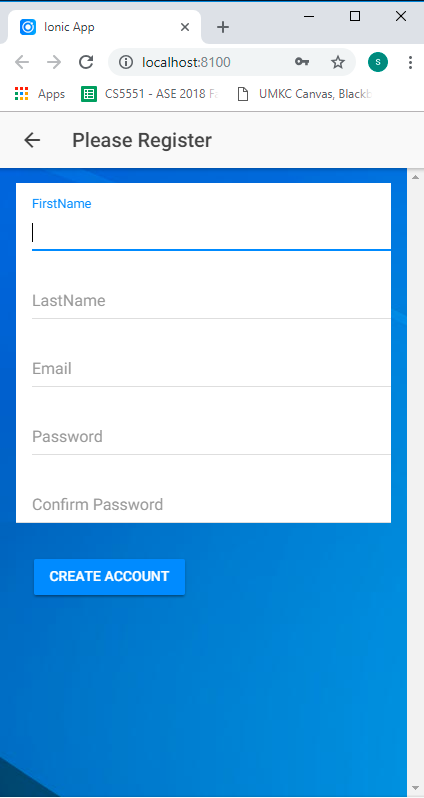 Ionic App
localhost:8100
S
Apps
CS5551 - ASE 2018 Fa
UMKC Canvas, Blackb
Please Register
FirstName
LastName
Email
Password
Confirm Password
CREATE ACCOUNT